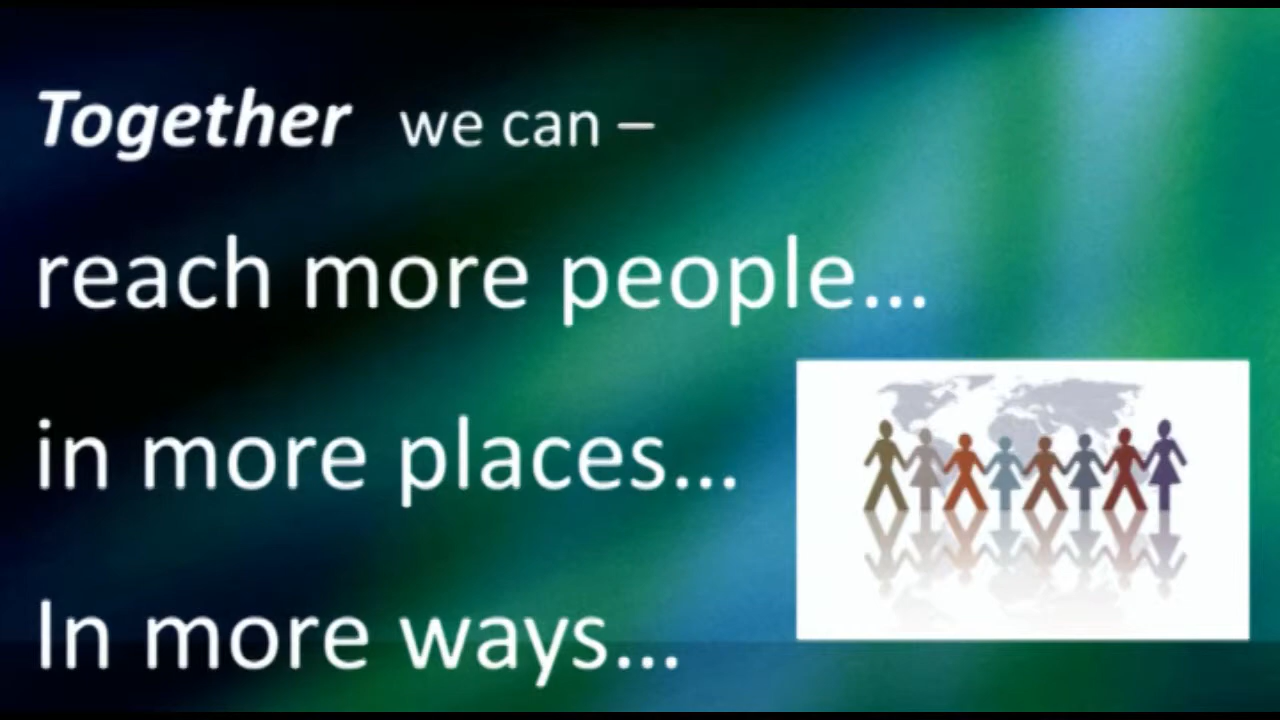 Together we can –
reach more people...
in more places...
In more ways...